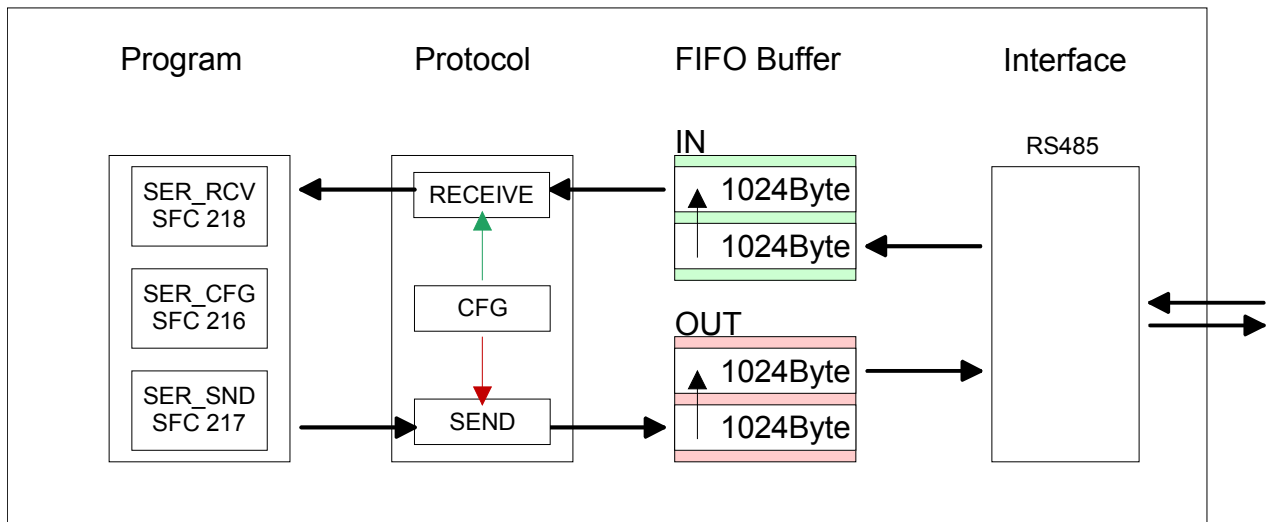 Program
Protocol
FIFO Buffer
Interface
SER_RCV
SFC 218
SER_CFG
SFC 216
SER_SND
SFC 217
RECEIVE
CFG
SEND
IN
1024Byte
1024Byte
OUT
1024Byte
1024Byte
RS485